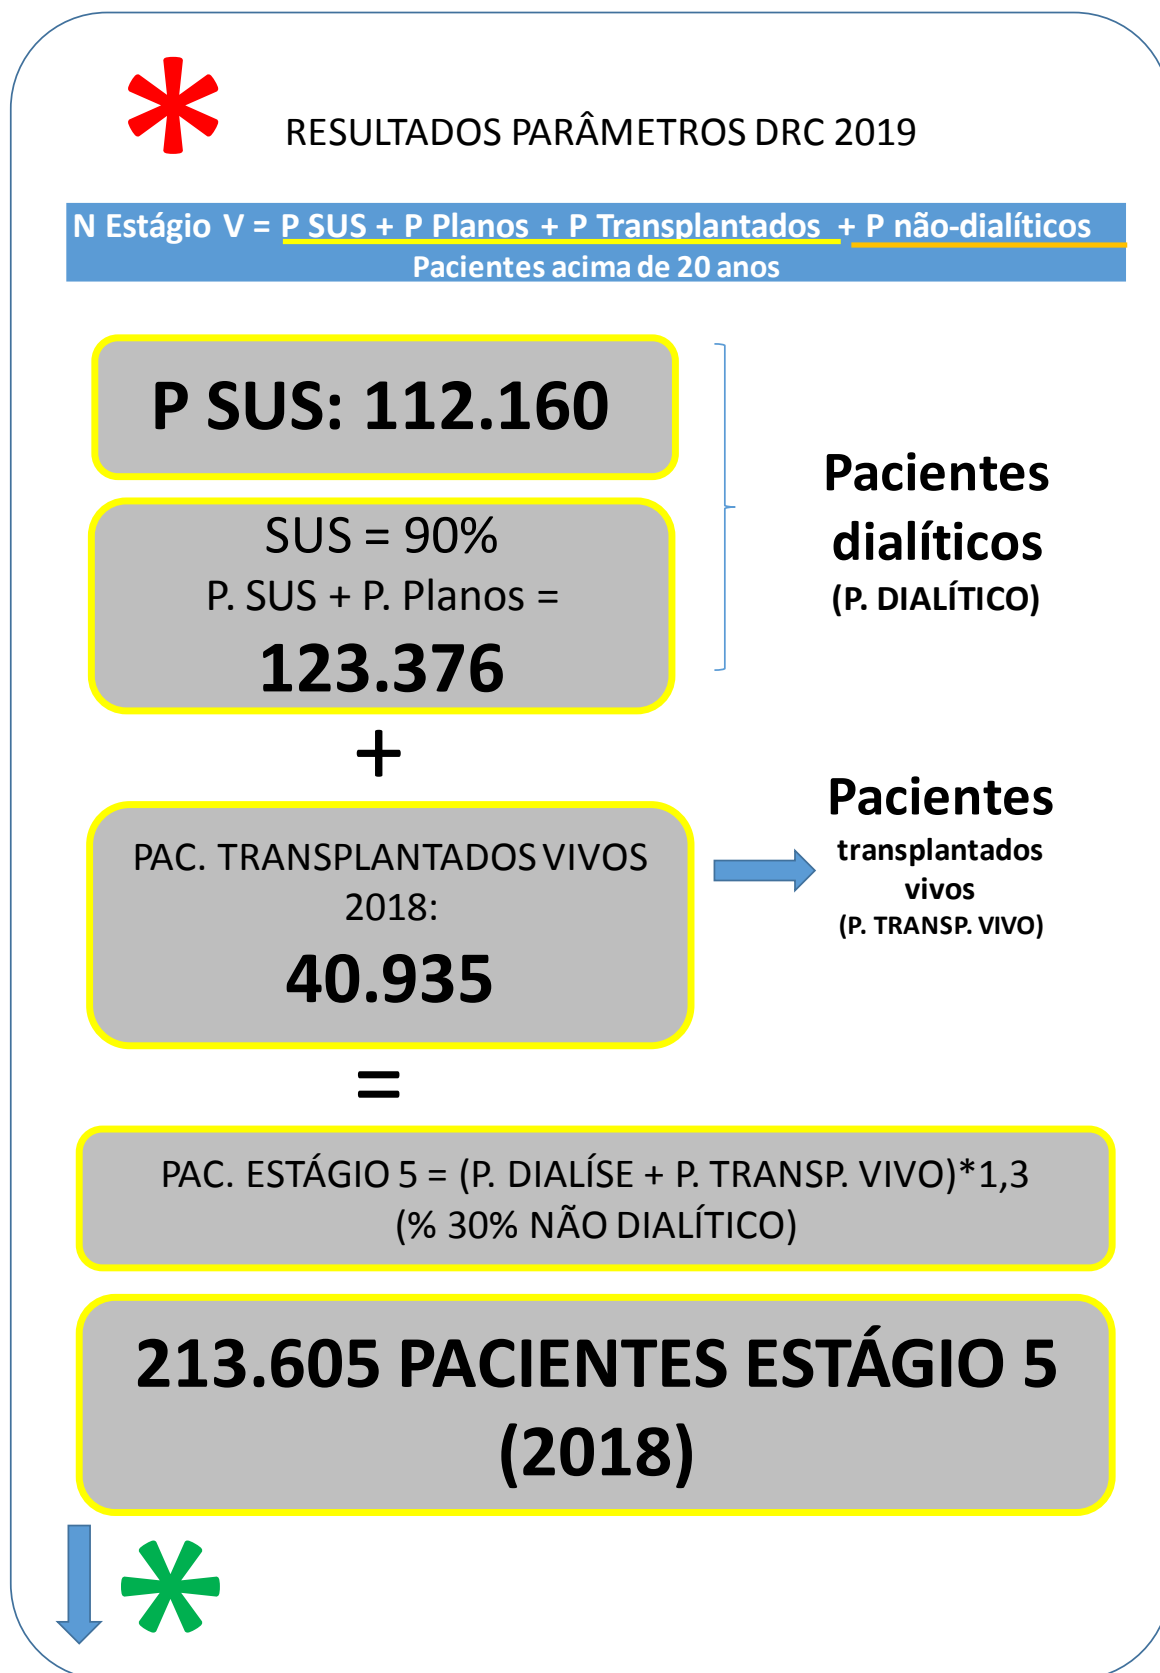 RESULTADOS PARÂMETROS DRC 2019
N Estágio V = P SUS + P Planos + P Transplantados + P não-dialíticos
Pacientes acima de 20 anos
P SUS: 112.160
SUS = 90%
P. SUS + P. Planos =
123.376
Pacientes
dialíticos
(P. DIALÍTICO)
+
PAC. TRANSPLANTADOS VIVOS
2018:
40.935
Pacientes
transplantados
vivos
(P. TRANSP. VIVO)
=
PAC. ESTÁGIO 5 = (P. DIALÍSE + P. TRANSP. VIVO)*1,3
(% 30% NÃO DIALÍTICO)
213.605 PACIENTES ESTÁGIO 5
(2018)